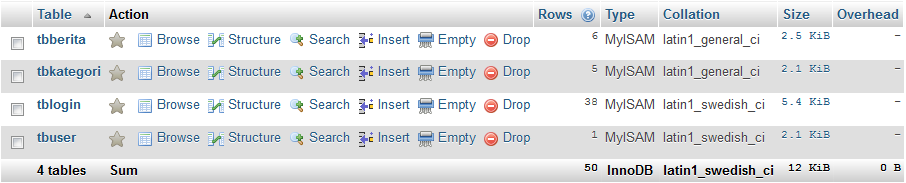 Table Action Rows Type Collation Size Overhead
tbberita Browse Structure Search Insert Empty Drop 6 MyISAM latin1_general_ci 2.5 KiB -
tbkategori Browse Structure Search Insert Empty Drop 5 MyISAM latin1_general_ci 2.1 KiB -
tblogin Browse Structure Search Insert Empty Drop 38 MyISAM latin1_swedish_ci 5.4 KiB -
tbuser Browse Structure Search Insert Empty Drop 1 MyISAM latin1_swedish_ci 2.1 KiB -
4 tables Sum 50 InnoDB latin1_swedish_ci 12 KiB 0 B